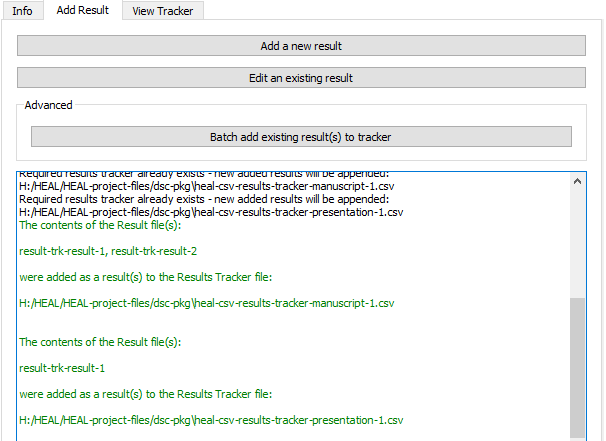 Info
Add Result
View Tracker
Add a new result
Edit an existing result
Advanced
Batch add existing result(s) to tracker
Required results tracker already exists - new added results will be appended:
H:/HEAL/HEAL-project-files/dsc-pkg\heal-csv-results-tracker-manuscript-1.csv
Required results tracker already exists - new added results will be appended:
H:/HEAL/HEAL-project-files/dsc-pkg\heal-csv-results-tracker-presentation-1.csv
The contents of the Result file(s):
result-trk-result-1, result-trk-result-2
were added as a result(s) to the Results Tracker file:
H:/HEAL/HEAL-project-files/dsc-pkg\heal-csv-results-tracker-manuscript-1.csv
The contents of the Result file(s):
result-trk-result-1
were added as a result(s) to the Results Tracker file:
H:/HEAL/HEAL-project-files/dsc-pkg\heal-csv-results-tracker-presentation-1.csv